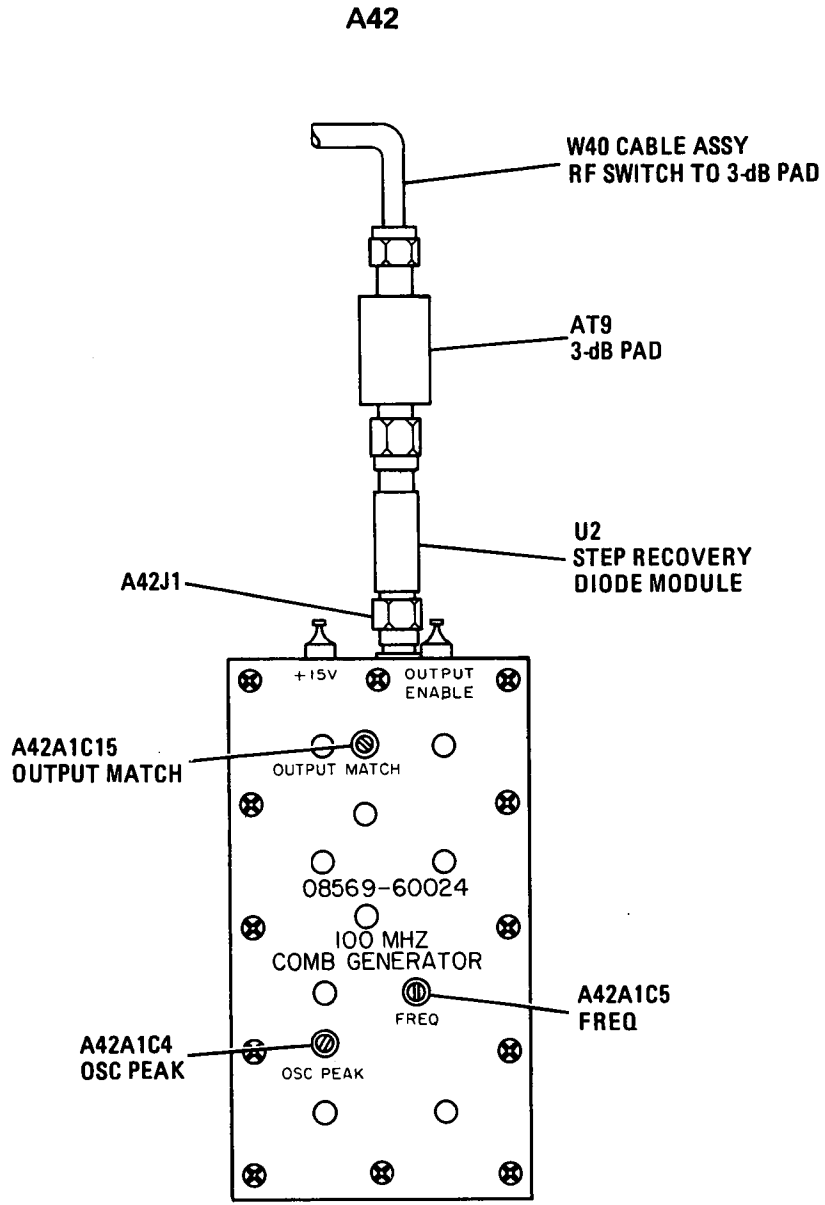 A42
W40 CABLE ASSY
RF SWITCH TO 3-dB PAD
AT9
3-dB PAD
U2
STEP RECOVERY
DIODE MODULE
A42J1
+15V
OUTPUT
ENABLE
A42A1C15
OUTPUT MATCH
OUTPUT MATCH
08569-60024
100 MHZ
COMB GENERATOR
A42A1C5
FREQ
FREQ
A42A1C4
OSC PEAK
OSC PEAK